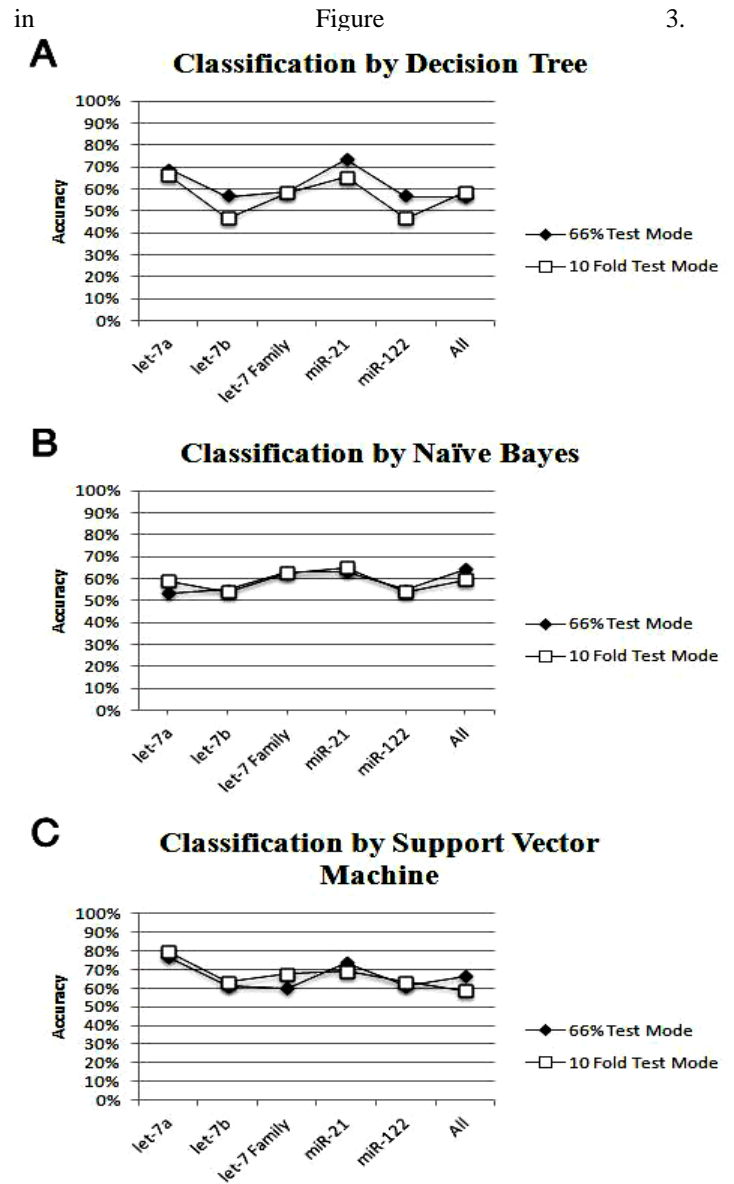 in Figure 3.
A
Classification by Decision Tree
100%
90%
80%
70%
60%
50%
40%
30%
20%
10%
0%
Accuracy
let-7a
let-7b
let-7 Family
miR-21
miR-122
All
66% Test Mode
10 Fold Test Mode
B
Classification by Naïve Bayes
100%
90%
80%
70%
60%
50%
40%
30%
20%
10%
0%
Accuracy
let-7a
let-7b
let-7 Family
miR-21
miR-122
All
66% Test Mode
10 Fold Test Mode
C
Classification by Support Vector
Machine
100%
90%
80%
70%
60%
50%
40%
30%
20%
10%
0%
Accuracy
let-7a
let-7b
let-7 Family
miR-21
miR-122
All
66% Test Mode
10 Fold Test Mode